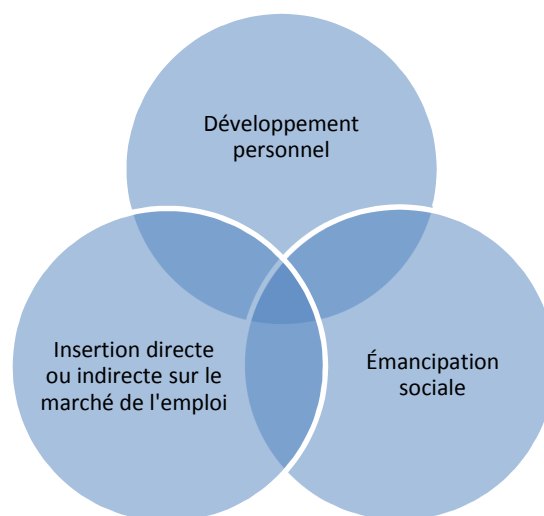 Développement
personnel
Insertion directe
ou indirecte sur le
marché de l'emploi
Émancipation
sociale